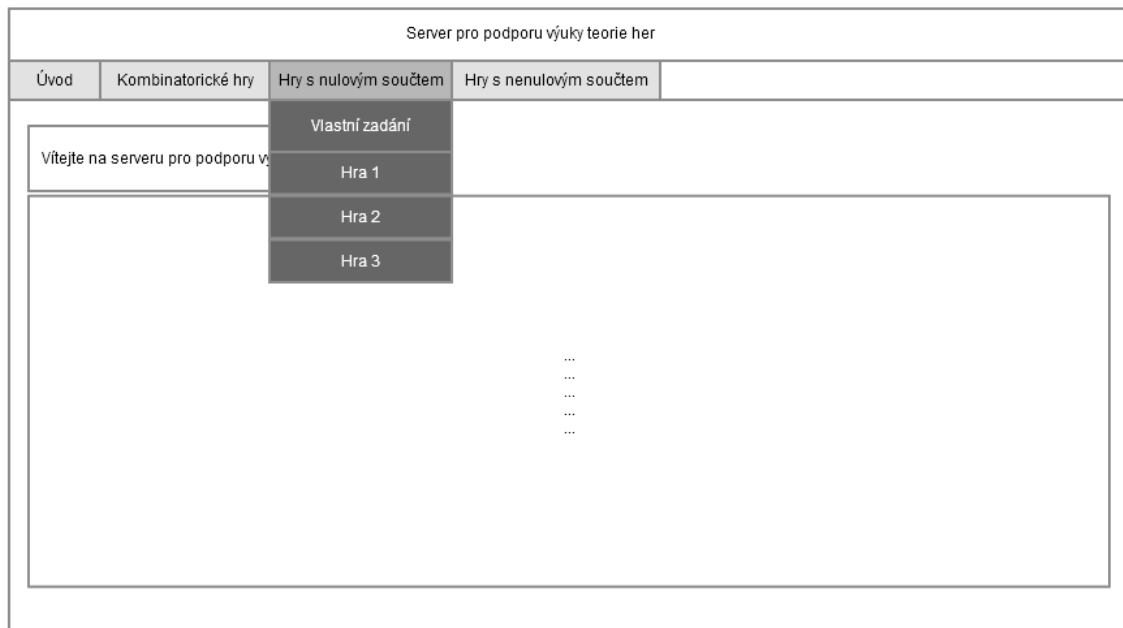 Server pro podporu výuky teorie her
Úvod
Kombinatorické hry
Hry s nulovým součtem
Hry s nenulovým součtem
Vlastní zadání
Vítejte na serveru pro podporu
Hra 1
Hra 2
Hra 3
...
...
...
...
...